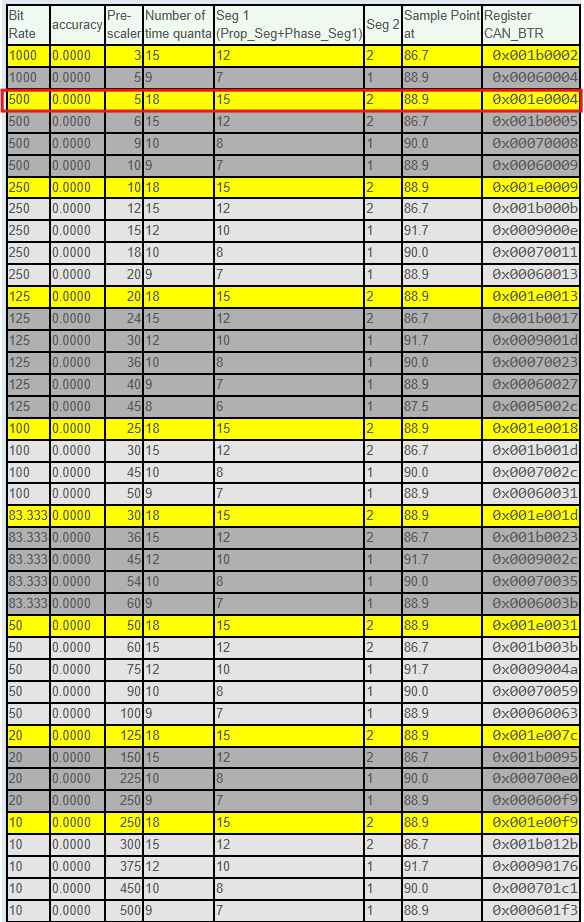 Bit Rate accuracy Pre-scaler Number of time quanta Seg 1 (Prop_Seg+Phase_Seg1) Seg 2 Sample Point at Register CAN_BTR
1000 0.0000 3 15 12 2 86.7 0x001b0002
1000 0.0000 5 9 7 1 88.9 0x00060004
500 0.0000 5 18 15 2 88.9 0x001e0004
500 0.0000 6 15 12 2 86.7 0x001b0005
500 0.0000 9 10 8 1 90.0 0x00070008
500 0.0000 10 9 7 1 88.9 0x00060009
250 0.0000 10 18 15 2 88.9 0x001e0009
250 0.0000 12 15 12 2 86.7 0x001b000b
250 0.0000 15 12 10 1 91.7 0x0009000e
250 0.0000 18 10 8 1 90.0 0x00070011
250 0.0000 20 9 7 1 88.9 0x00060013
125 0.0000 20 18 15 2 88.9 0x001e0013
125 0.0000 24 15 12 2 86.7 0x001b0017
125 0.0000 30 12 10 1 91.7 0x0009001d
125 0.0000 36 10 8 1 90.0 0x00070023
125 0.0000 40 9 7 1 88.9 0x00060027
125 0.0000 45 8 6 1 87.5 0x0005002c
100 0.0000 25 18 15 2 88.9 0x001e0018
100 0.0000 30 15 12 2 86.7 0x001b001d
100 0.0000 45 10 8 1 90.0 0x0007002c
100 0.0000 50 9 7 1 88.9 0x00060031
83.333 0.0000 30 18 15 2 88.9 0x001e001d
83.333 0.0000 36 15 12 2 86.7 0x001b0023
83.333 0.0000 45 12 10 1 91.7 0x0009002c
83.333 0.0000 54 10 8 1 90.0 0x00070035
83.333 0.0000 60 9 7 1 88.9 0x0006003b
50 0.0000 50 18 15 2 88.9 0x001e0031
50 0.0000 60 15 12 2 86.7 0x001b003b
50 0.0000 75 12 10 1 91.7 0x0009004a
50 0.0000 90 10 8 1 90.0 0x00070059
50 0.0000 100 9 7 1 88.9 0x00060063
20 0.0000 125 18 15 2 88.9 0x001e007c
20 0.0000 150 15 12 2 86.7 0x001b0095
20 0.0000 225 10 8 1 90.0 0x000700e0
20 0.0000 250 9 7 1 88.9 0x000600f9
10 0.0000 250 18 15 2 88.9 0x001e00f9
10 0.0000 300 15 12 2 86.7 0x001b012b
10 0.0000 375 12 10 1 91.7 0x00090176
10 0.0000 450 10 8 1 90.0 0x000701c1
10 0.0000 500 9 7 1 88.9 0x000601f3